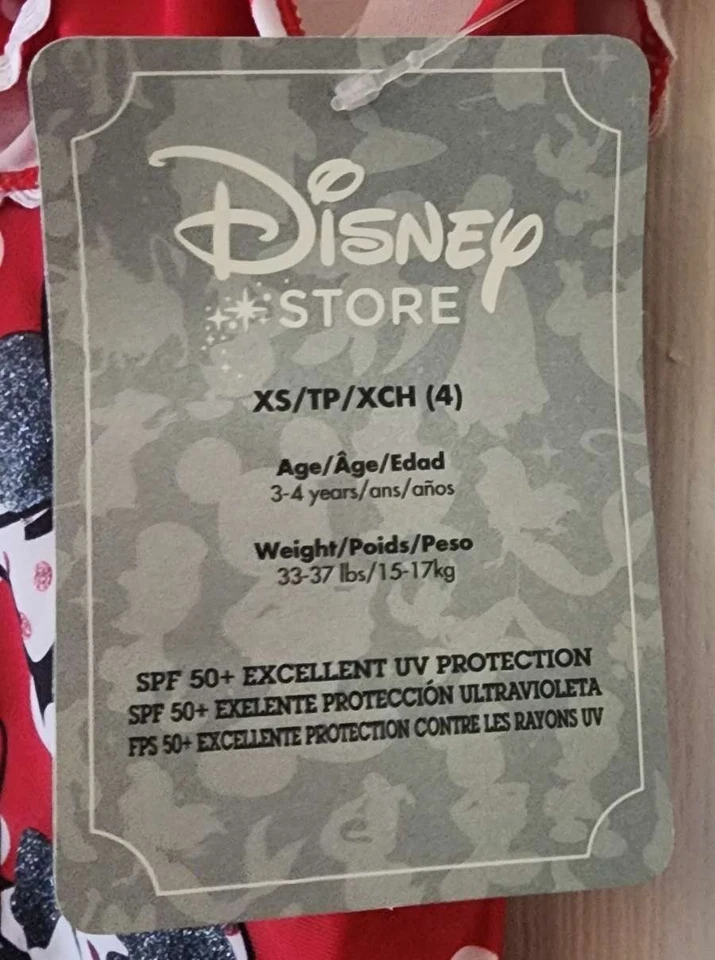 Disney
STORE
XS/TP/XCH (4)
Age/Âge/Edad
3-4 years/ans/años
Weight/Poids/Peso
33-37 lbs/15-17kg
SPF 50+ EXCELLENT UV PROTECTION
SPF 50+ EXELENTE PROTECCIÓN ULTRAVIOLETA
FPS 50+ EXCELLENTE PROTECTION CONTRE LES RAYONS UV